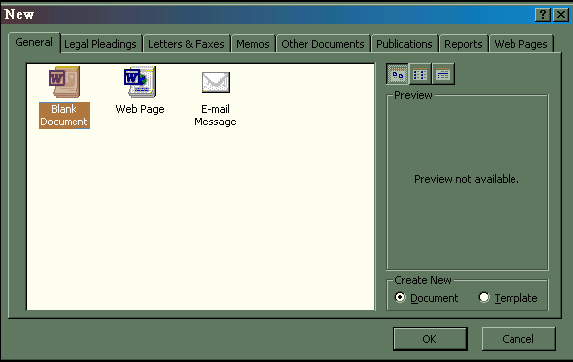 New
General Legal Pleadings Letters & Faxes Memos Other Documents Publications Reports Web Pages
Blank
Document
Web Page
E-mail
Message
Preview
Preview not available.
Create New
Document Template
OK Cancel